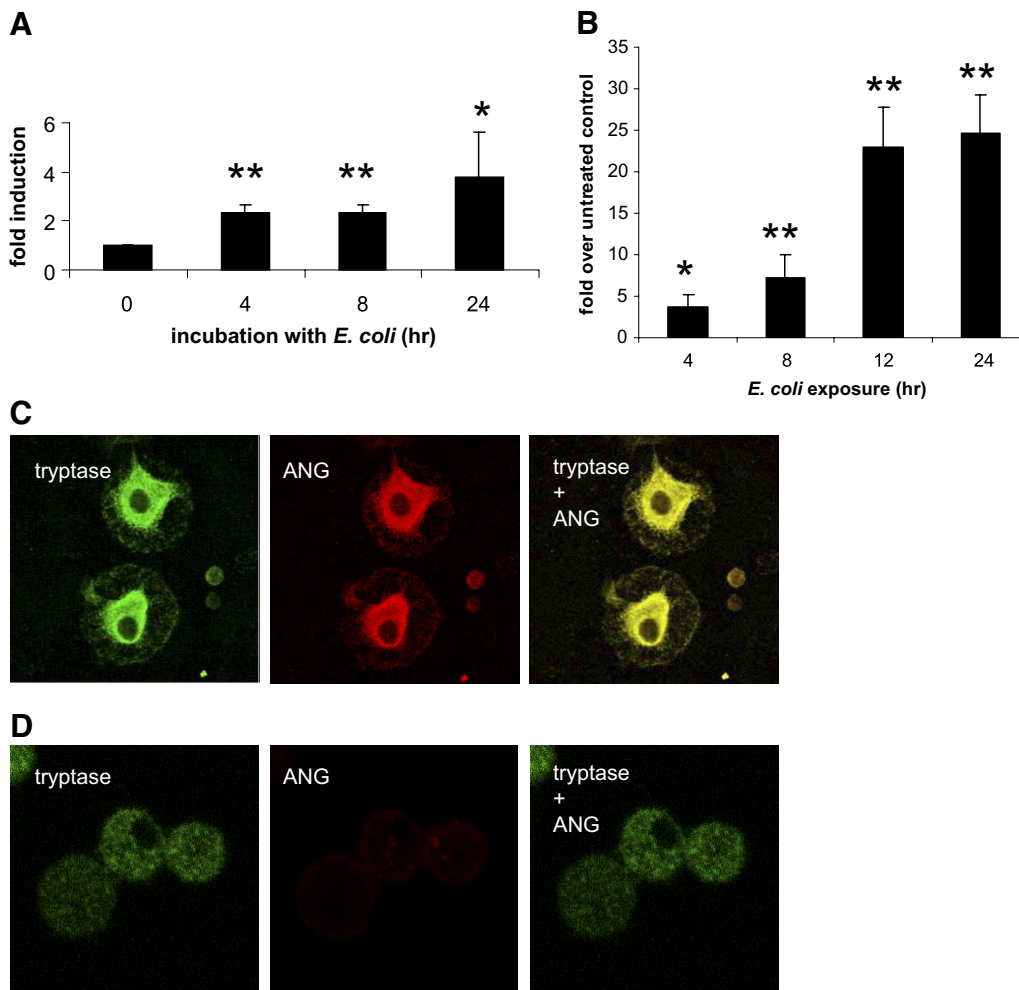 A
fold induction
6
4
2
0
**
**
*
0 4 8 24
incubation with E. coli (hr)
B
fold over untreated control
35
30
25
20
15
10
5
0
*
**
**
**
4 8 12 24
E. coli exposure (hr)
C
tryptase
ANG
tryptase
+
ANG
D
tryptase
ANG
tryptase
+
ANG